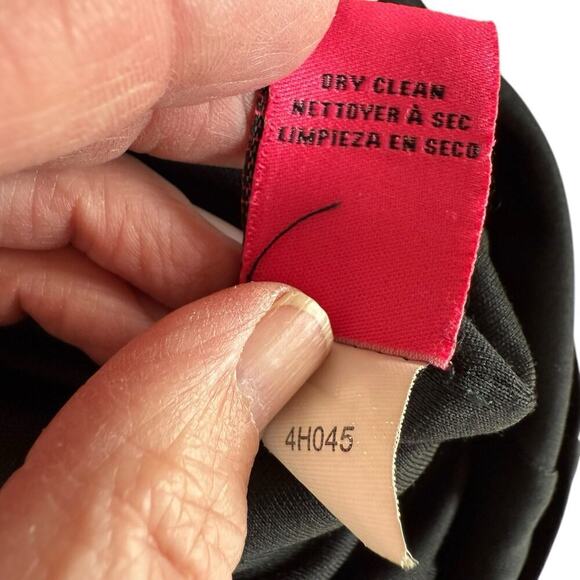 DRY CLEAN
NETTOYER À SEC
LIMPIEZA EN SECO
4H045